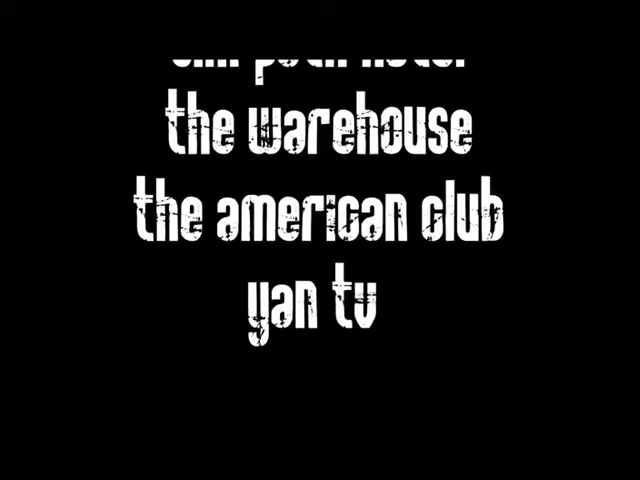 the warehouse
the american club
yan tv